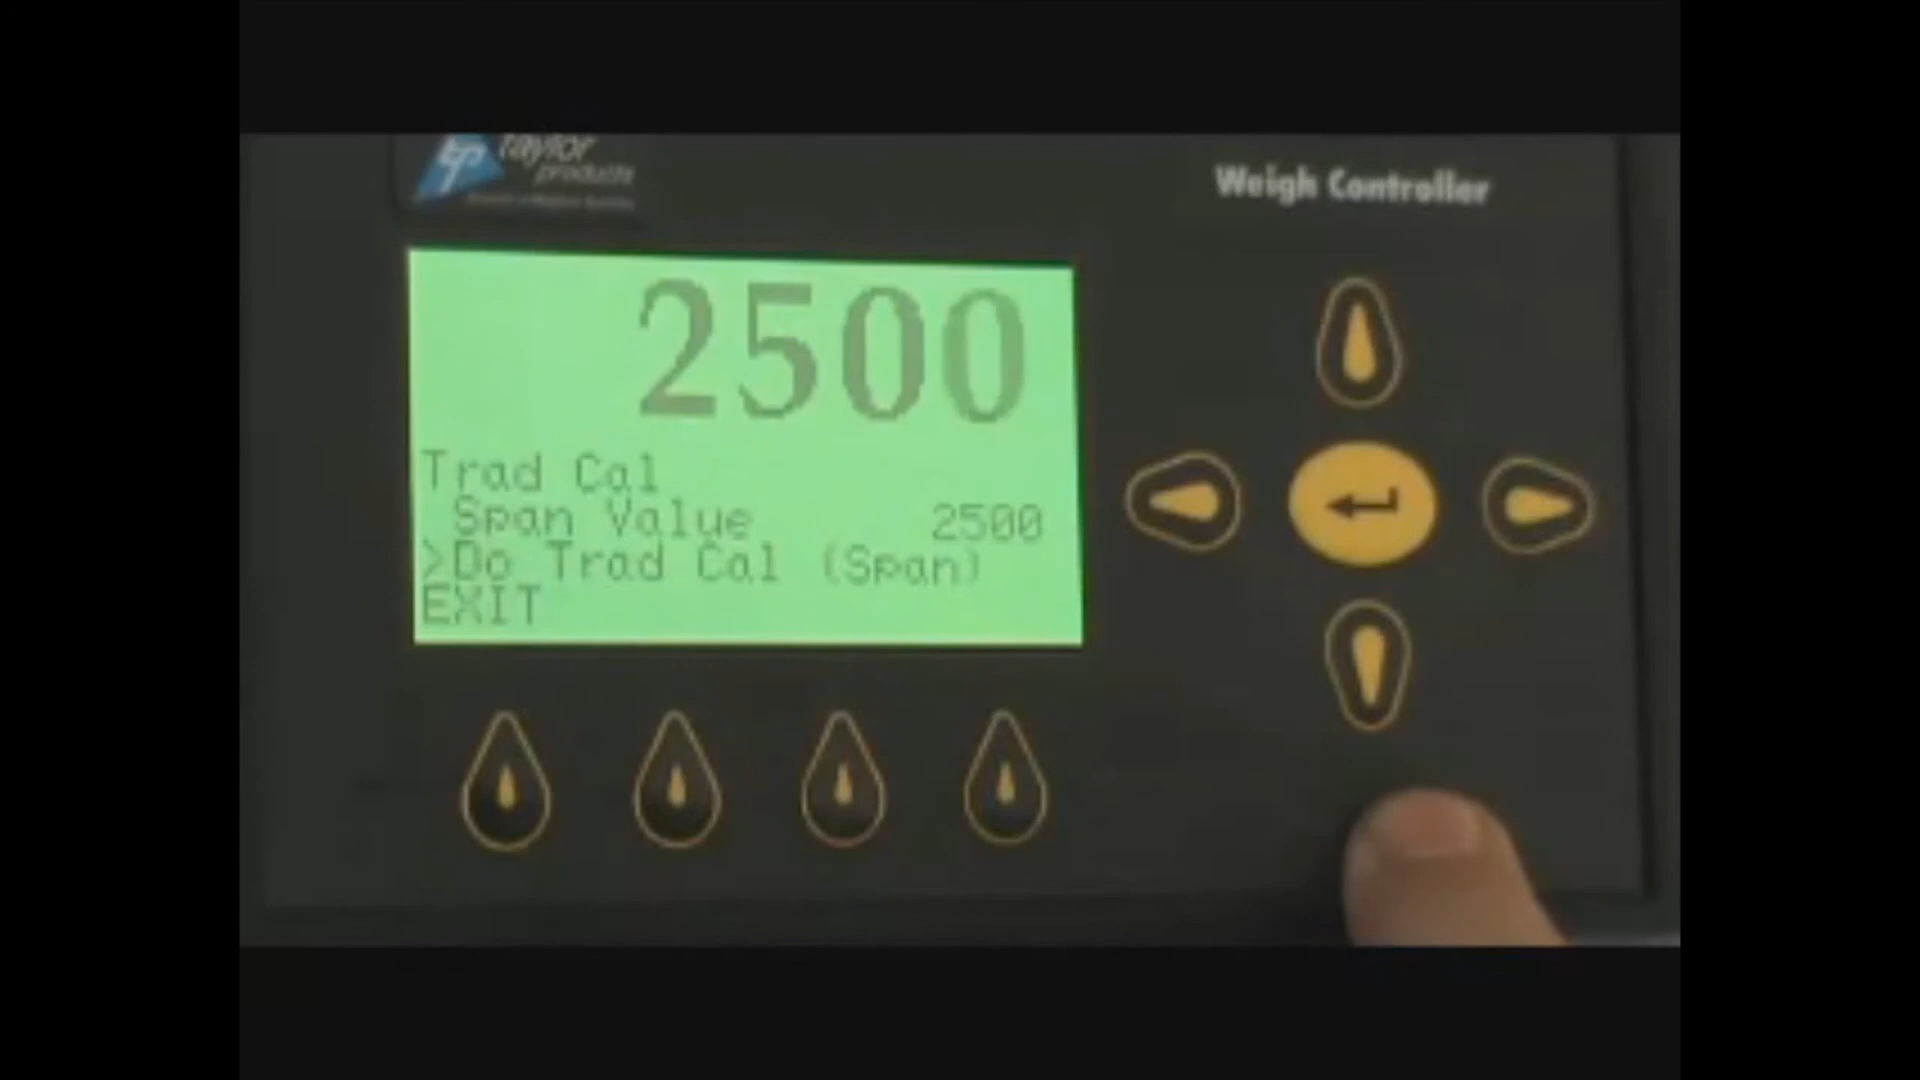 taylor
products
Weigh Controller
2500
Trad Cal
Span Value 2500
>Do Trad Cal (Span)
EXIT